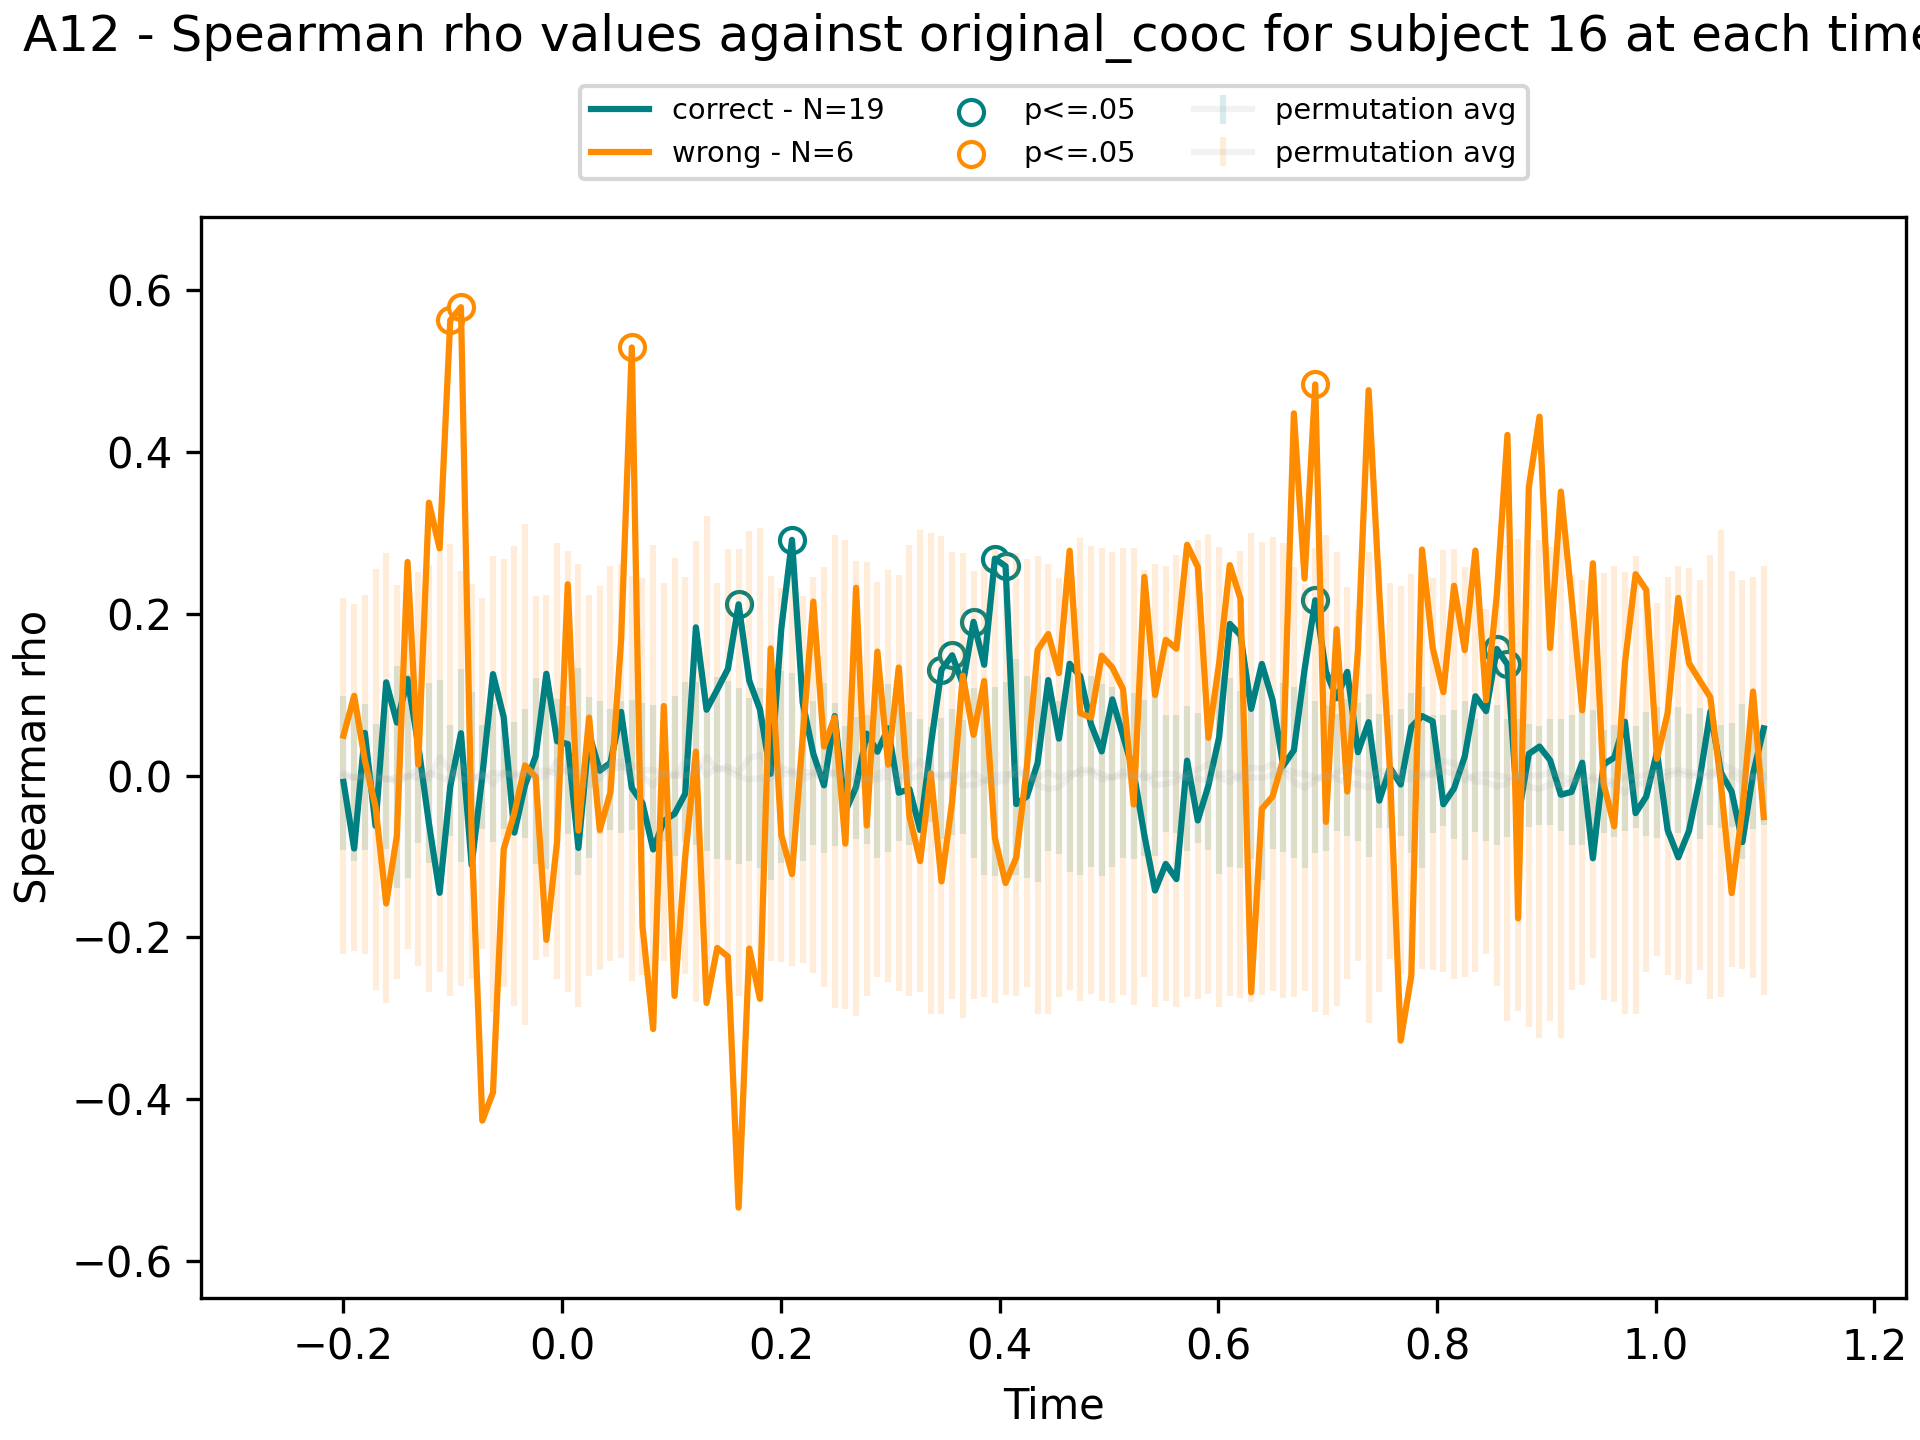 A12 - Spearman rho values against original_cooc for subject 16 at each time
correct - N=19
wrong - N=6
p<=.05
p<=.05
permutation avg
permutation avg
Spearman rho
0.6
0.4
0.2
0.0
−0.2
−0.4
−0.6
−0.2 0.0 0.2 0.4 0.6 0.8 1.0 1.2
Time